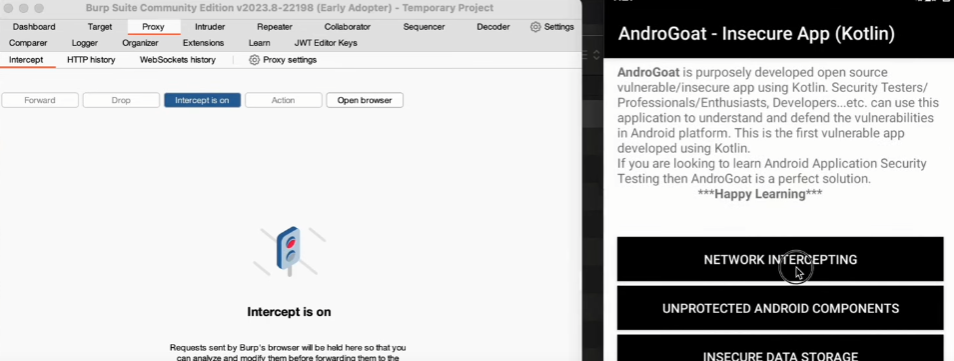 Burp Suite Community Edition v2023.8-22198 (Early Adopter) - Temporary Project
Dashboard Target Proxy Intruder Repeater Collaborator Sequencer Decoder Settings
Comparer Logger Organizer Extensions Learn JWT Editor Keys
Intercept HTTP history WebSockets history Proxy settings
Forward Drop Intercept is on Action Open browser
Intercept is on
Requests sent by Burp's browser will be held here so that you
can analyze and modify them before forwarding them to the
AndroGoat - Insecure App (Kotlin)
AndroGoat is purposely developed open source
vulnerable/insecure app using Kotlin. Security Testers/
Professionals/Enthusiasts, Developers...etc. can use this
application to understand and defend the vulnerabilities
in Android platform. This is the first vulnerable app
developed using Kotlin.
If you are looking to learn Android Application Security
Testing then AndroGoat is a perfect solution.
***Happy Learning***
NETWORK INTERCEPTING
UNPROTECTED ANDROID COMPONENTS
INSECURE DATA STORAGE